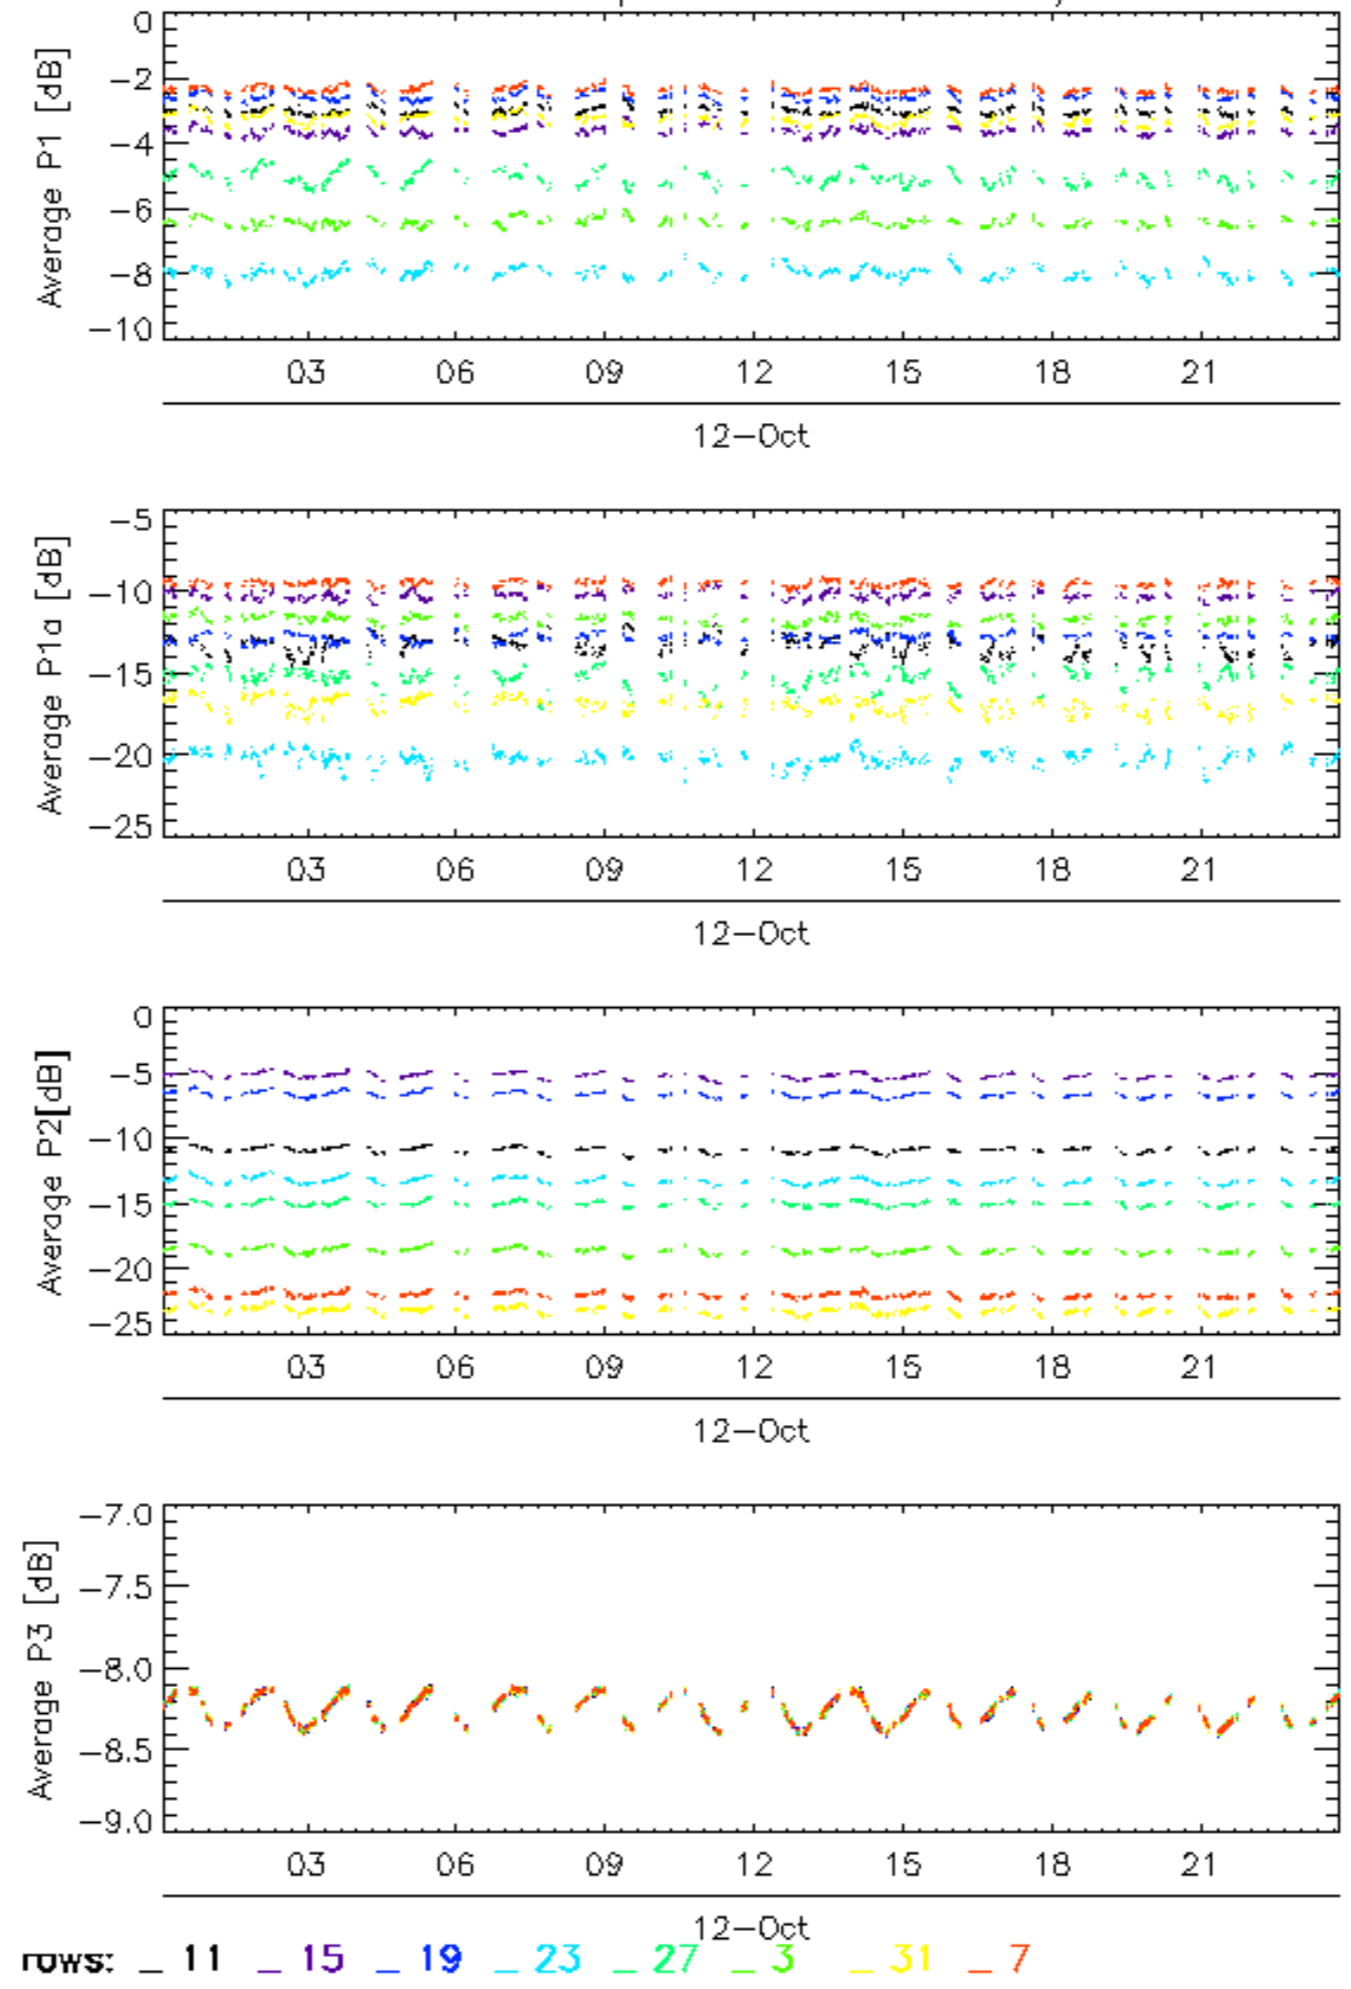 0
−2
−4
−6
−8
−10
Average P1 [dB]
03 06 09 12 15 18 21
12−Oct
−5
−10
−15
−20
−25
Average P1a [dB]
03 06 09 12 15 18 21
12−Oct
0
−5
−10
−15
−20
−25
Average P2[dB]
03 06 09 12 15 18 21
12−Oct
−7.0
−7.5
−8.0
−8.5
−9.0
Average P3 [dB]
03 06 09 12 15 18 21
12−Oct
rows: _ 11 _ 15 _ 19 _ 23 _ 27 _ 3 _ 31 _ 7